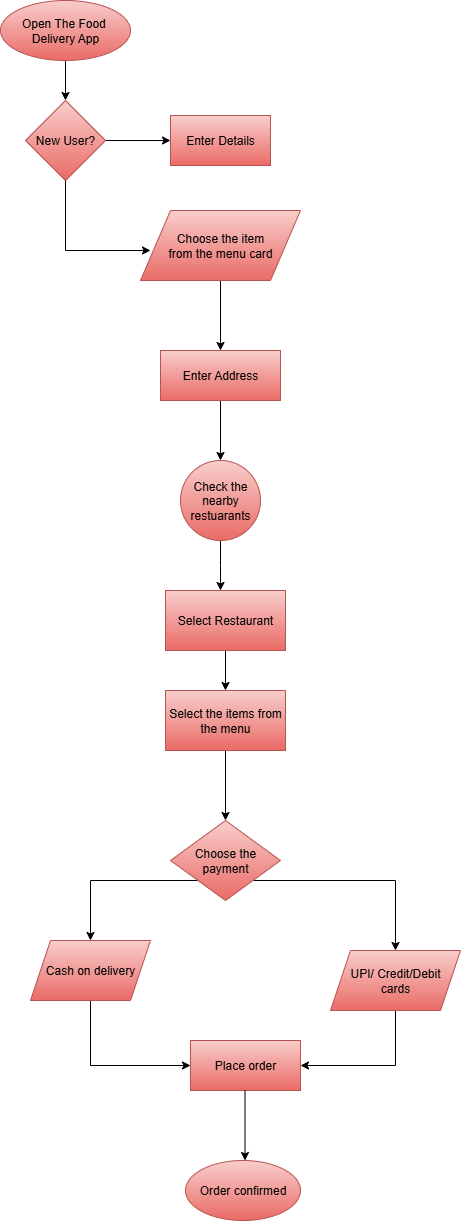 Open The Food
Delivery App
New User?
Enter Details
Choose the item
from the menu card
Enter Address
Check the
nearby
restuarants
Select Restaurant
Select the items from
the menu
Choose the
payment
Cash on delivery
UPI/ Credit/Debit
cards
Place order
Order confirmed